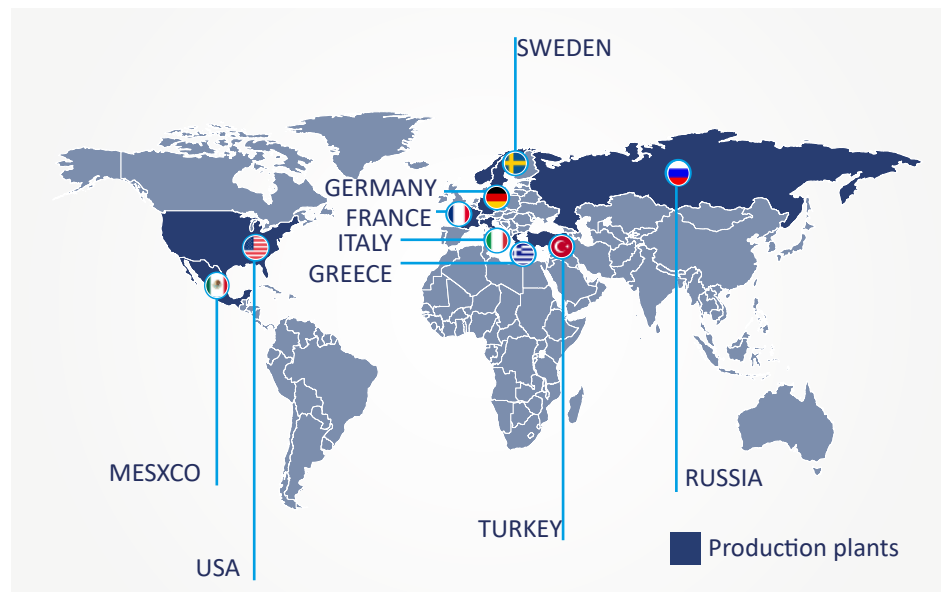 SWEDEN
GERMANY
FRANCE
ITALY
GREECE
MESXCO
RUSSIA
TURKEY
Production plants
USA